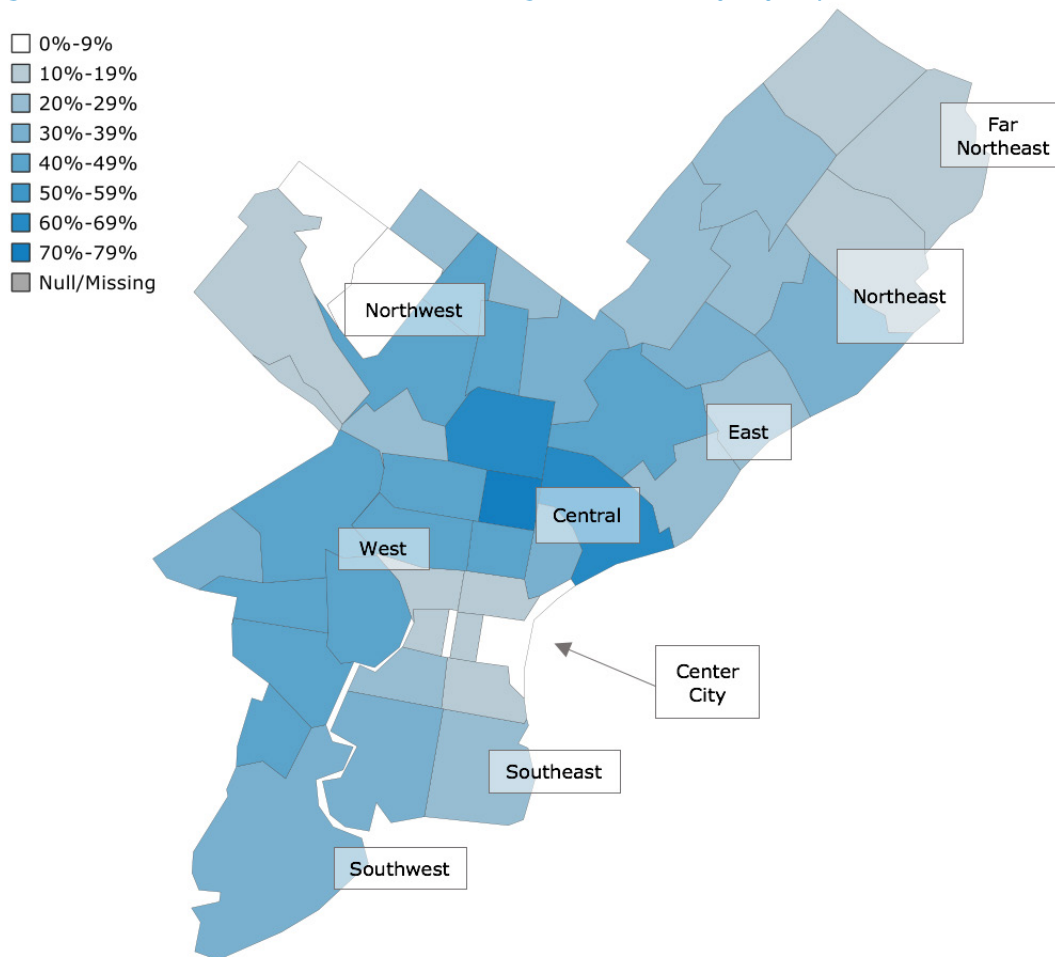 0%-9%
10%-19%
20%-29%
30%-39%
40%-49%
50%-59%
60%-69%
70%-79%
Null/Missing
Far
Northeast
Northeast
Northwest
East
Central
West
Center
City
Southeast
Southwest